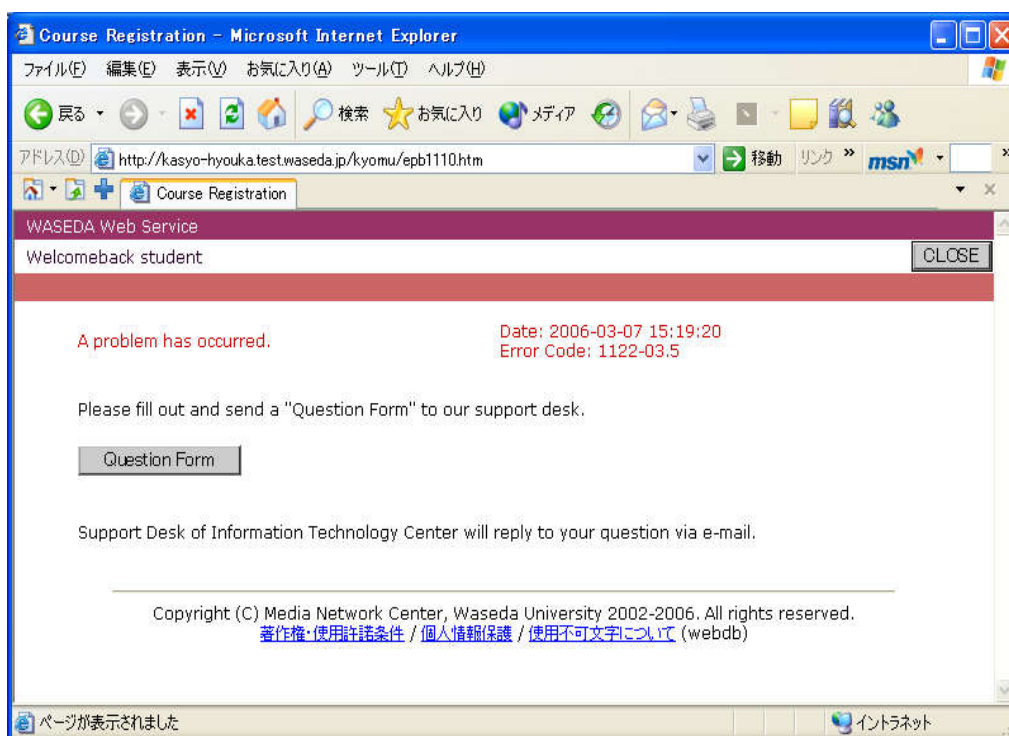 Course Registration - Microsoft Internet Explorer
ファイル(F) 編集(E) 表示(V) お気に入り(A) ツール(T) ヘルプ(H)
戻る 検索 お気に入り メディア
アドレス(D) http://kasyo-hyouka.test.waseda.jp/kyomu/epb1110.htm 移動 リンク » msn »
Course Registration
WASEDA Web Service
Welcomeback student CLOSE
A problem has occurred.
Date: 2006-03-07 15:19:20
Error Code: 1122-03.5
Please fill out and send a "Question Form" to our support desk.
Question Form
Support Desk of Information Technology Center will reply to your question via e-mail.
Copyright (C) Media Network Center, Waseda University 2002-2006. All rights reserved.
著作権・使用許諾条件 / 個人情報保護 / 使用不可文字について (webdb)
ページが表示されました イントラネット